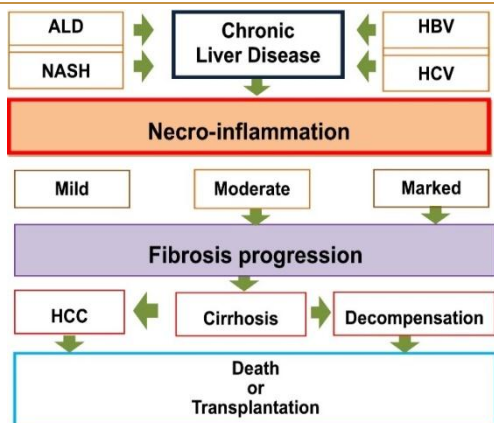 ALD
Chronic
Liver Disease
HBV
NASH
HCV
Necro-inflammation
Mild
Moderate
Marked
Fibrosis progression
HCC
Cirrhosis
Decompensation
Death
or
Transplantation